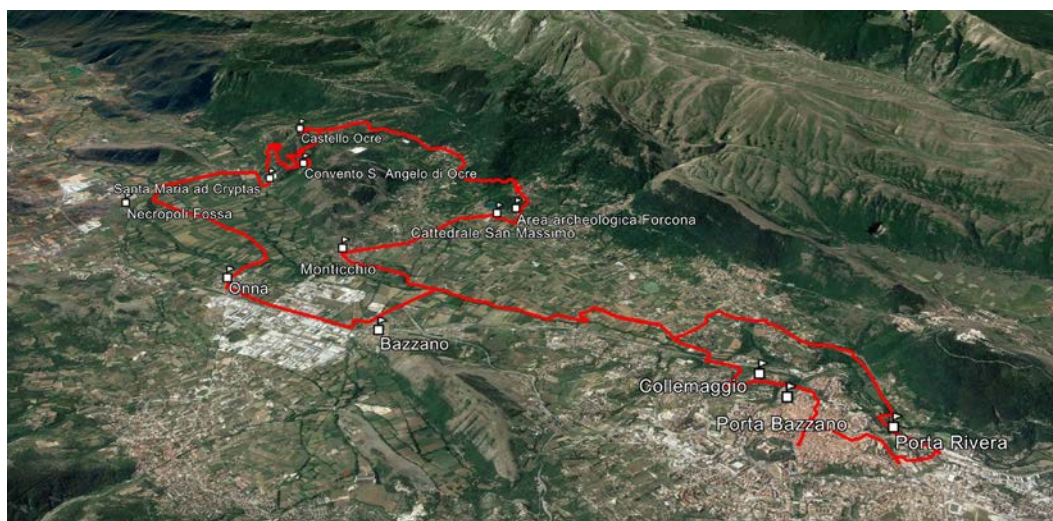 Castello Ocre
Convento S. Angelo di Ocre
Santa Maria ad Cryptas
Necropoli Fossa
Area archeologica Forcona
Cattedrale San Massimo
Monticchio
Onna
Bazzano
Collemaggio
Porta Bazzano
Porta Rivera